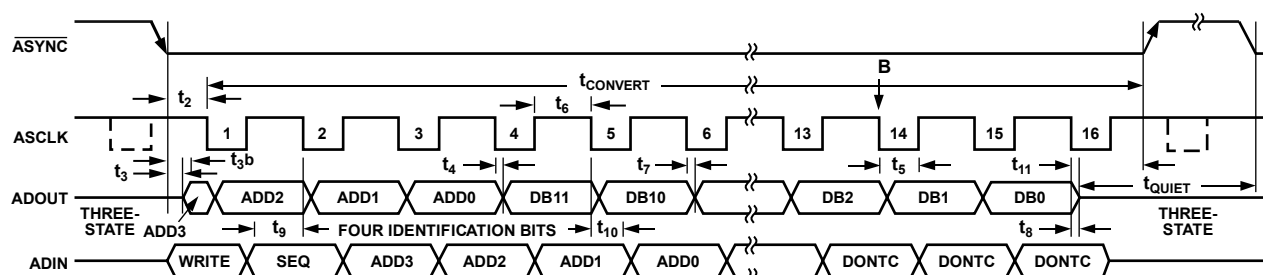 ASYNC
B
tCONVERT
t2
t6
ASCLK
1 2 3 4 5 6 13 14 15 16
t3b
t3
t4
t7
t5
t11
tQUIET
ADOUT
ADD2 ADD1 ADD0 DB11 DB10 DB2 DB1 DB0
THREE-
STATE
ADD3
t9
FOUR IDENTIFICATION BITS
t10
t8
THREE-
STATE
ADIN
WRITE SEQ ADD3 ADD2 ADD1 ADD0 DONTC DONTC DONTC